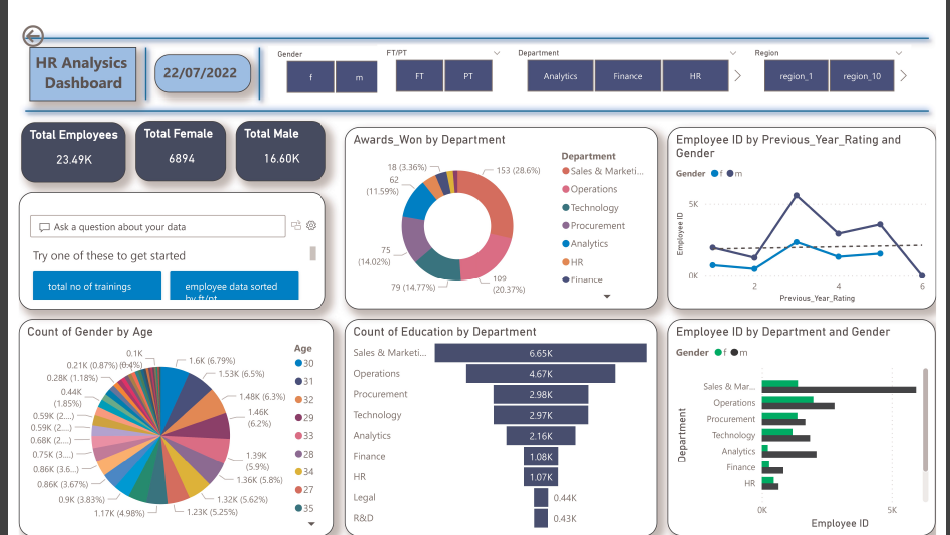 HR Analysics
Dashboard
22/07/2022
Gender
f
m
FT/PT
FT
PT
Department
Analytics
Finance
HR
Region
region_1
region_10
Total Employees
23.49K
Total Female
6894
Total Male
16.60K
Ask a question about your data
Try one of these to get started
total no of trainings
employee data sorted
by ft/pt
Awards_Won by Department
18 (3.36%)
62
(11.59%)
75
(14.02%)
79 (14.77%)
153 (28.6%)
109
(20.37%)
Department
Sales & Marketi...
Operations
Technology
Procurement
Analytics
HR
Finance
Employee ID by Previous_Year_Rating and
Gender
Gender
f
m
Employee ID
5K
0K
2
4
6
Previous_Year_Rating
Count of Gender by Age
0.1K
(0.4%)
0.21K (0.87%)
0.28K (1.18%)
0.44K
(1.85%)
0.59K (2....)
0.59K (2....)
0.68K (2....)
0.75K (3....)
0.86K (3.6...)
0.86K (3.67%)
0.9K (3.83%)
1.17K (4.98%)
1.6K (6.79%)
1.53K (6.5%)
1.48K (6.3%)
1.46K
(6.2%)
1.39K
(5.9%)
1.36K (5.8%)
1.32K (5.62%)
1.23K (5.25%)
Age
30
31
32
29
33
28
34
27
35
Count of Education by Department
Sales & Marketi...
6.65K
Operations
4.67K
Procurement
2.98K
Technology
2.97K
Analytics
2.16K
Finance
1.08K
HR
1.07K
Legal
0.44K
R&D
0.43K
Employee ID by Department and Gender
Gender
f
m
Department
Sales & Mar...
Operations
Procurement
Technology
Analytics
Finance
HR
0K
5K
Employee ID